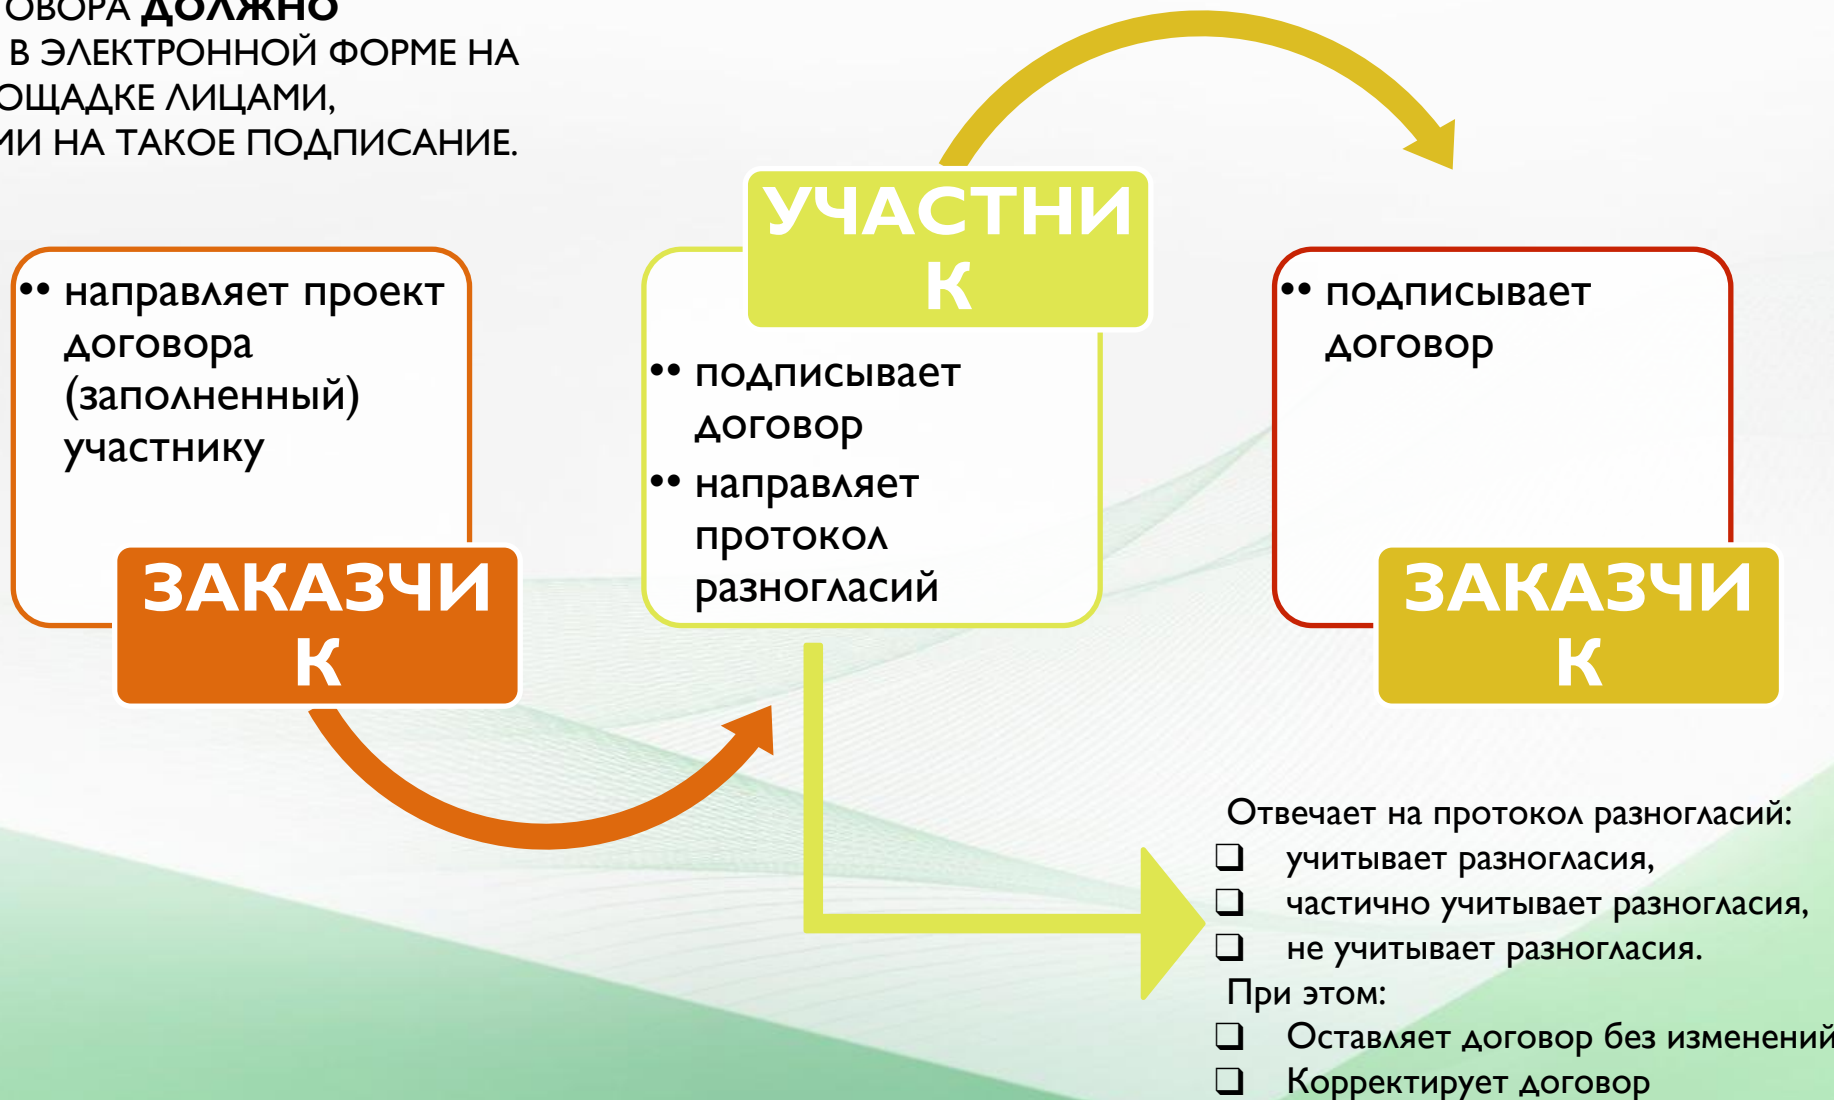 ОВОРА ДОЛЖНО
В ЭЛЕКТРОННОЙ ФОРМЕ НА
ОЩАДКЕ ЛИЦАМИ,
МИ НА ТАКОЕ ПОДПИСАНИЕ.
•• направляет проект
договора
(заполненный)
участнику
ЗАКАЗЧИ
К
УЧАСТНИ
К
•• подписывает
договор
•• направляет
протокол
разногласий
•• подписывает
договор
ЗАКАЗЧИ
К
Отвечает на протокол разногласий:
❑ учитывает разногласия,
❑ частично учитывает разногласия,
❑ не учитывает разногласия.
При этом:
❑ Оставляет договор без изменений
❑ Корректирует договор